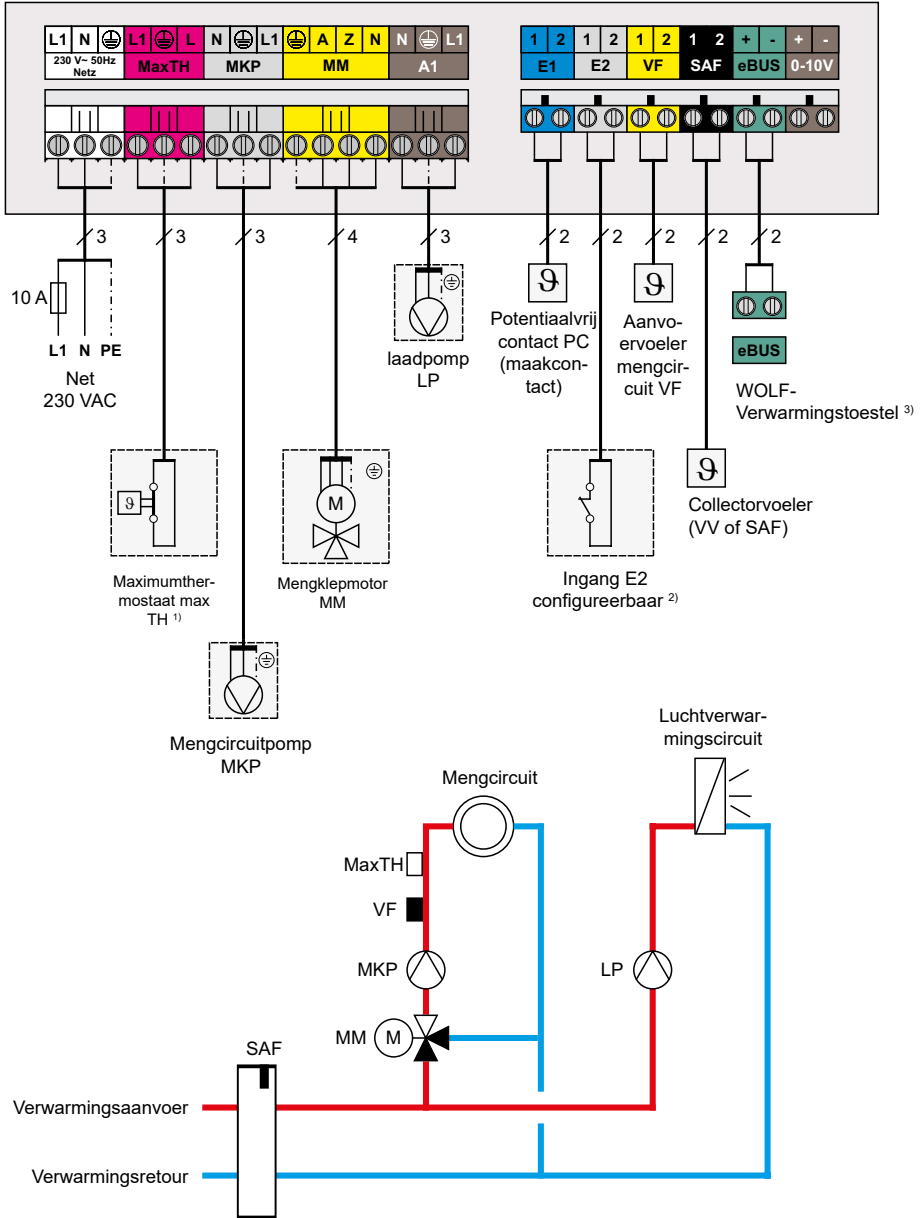 L1 N L1 L N L1 A Z N N L1
230 V~ 50Hz
Netz
MaxTH MKP MM A1
1 2 1 2 1 2 1 2 + - + -
E1 E2 VF SAF eBUS 0-10V
3 3 3 4 3 2 2 2 2 2
10 A
L1 N PE
Net
230 VAC
laadpomp
LP
Potentiaalvrij
contact PC
(maakcon-
tact)
Aanvo-
ervoeler
mengcir-
cuit VF
eBUS
WOLF-
Verwarmingstoestel 3)
ϑ
ϑ
ϑ
ϑ
M
Collectorvoeler
(VV of SAF)
Maximumther-
mostaat max
TH 1)
Mengklepmotor
MM
Ingang E2
configureerbaar 2)
Mengcircuitpomp
MKP
Luchtverwar-
mingscircuit
Mengcircuit
MaxTH
VF
MKP
LP
MM M
SAF
Verwarmingsaanvoer
Verwarmingsretour